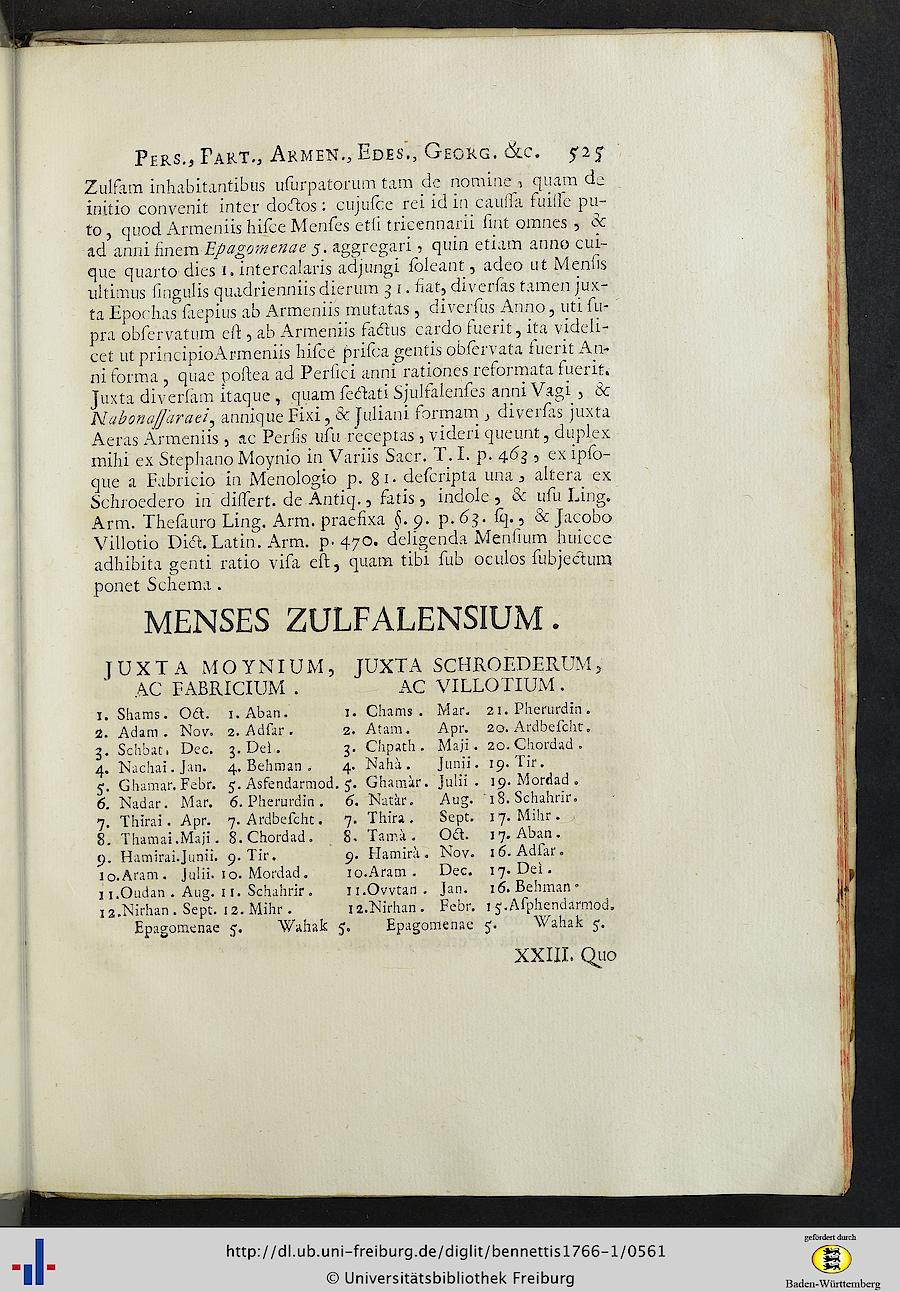 PERS., PART., ARMEN., EDES., GEORG. &c. 525
Zulfam inhabitantibus uſurpatorum tam de nomine, quam de
initio convenit inter doctos: cujuſce rei id in cauſſa fuiſſe pu-
to, quod Armeniis hiſce Menſes etſi tricennarii ſint omnes, &
ad anni finem Epagomenae 5. aggregari, quin etiam anno cui-
que quarto dies 1. intercalaris adjungi ſoleant, adeo ut Menſis
ultimus ſingulis quadrienniis dierum 31. fiat, diverſas tamen jux-
ta Epochas ſaepius ab Armeniis mutatas, diverſus Anno, uti ſu-
pra obſervatum eſt, ab Armeniis factus cardo fuerit, ita videli-
cet ut principio Armeniis hiſce priſca gentis obſervata fuerit An-
ni forma, quae poſtea ad Perſici anni rationes reformata fuerit.
Juxta diverſam itaque, quam ſectati Sjulfalenſes anni Vagi, &
Nabonaſſaraei, annique Fixi, & Juliani formam, diverſas juxta
Aeras Armeniis, ac Perſis uſu receptas, videri queunt, duplex
mihi ex Stephano Moynio in Variis Sacr. T. I. p. 463, ex ipſo-
que a Fabricio in Menologio p. 81. deſcripta una, altera ex
Schroedero in diſſert. de Antiq., fatis, indole, & uſu Ling.
Arm. Theſauro Ling. Arm. praefixa §. 9. p. 63. ſq., & Jacobo
Villotio Dict. Latin. Arm. p. 470. deligenda Menſium huicce
adhibita genti ratio viſa eſt, quam tibi ſub oculos ſubjectum
ponet Schema.
MENSES ZULFALENSIUM.
JUXTA MOYNIUM, JUXTA SCHROEDERUM,
AC FABRICIUM. AC VILLOTIUM.
1. Shams. Oct. 1. Aban. 1. Chams. Mar. 21. Pherurdin.
2. Adam. Nov. 2. Adſar. 2. Atam. Apr. 20. Ardbeſcht.
3. Schbat. Dec. 3. Deì. 3. Chpath. Maji. 20. Chordad.
4. Nachai. Jan. 4. Behman. 4. Nahà. Junii. 19. Tir.
5. Ghamar. Febr. 5. Asfendarmod. 5. Ghamàr. Julii. 19. Mordad.
6. Nadar. Mar. 6. Pherurdin. 6. Natàr. Aug. 18. Schahrir.
7. Thirai. Apr. 7. Ardbeſcht. 7. Thira. Sept. 17. Mihr.
8. Thamai. Maji. 8. Chordad. 8. Tamà. Oct. 17. Aban.
9. Hamirai. Junii. 9. Tir. 9. Hamirà. Nov. 16. Adſar.
10. Aram. Julii. 10. Mordad. 10. Aram. Dec. 17. Deì.
11. Oudan. Aug. 11. Schahrir. 11. Ovvtan. Jan. 16. Behman.
12. Nirhan. Sept. 12. Mihr. 12. Nirhan. Febr. 15. Aſphendarmod.
Epagomenae 5. Wahak 5. Epagomenae 5. Wahak 5.
XXIII. Quo
http://dl.ub.uni-freiburg.de/diglit/bennettis1766-1/0561
© Universitätsbibliothek Freiburg
gefördert durch
Baden-Württemberg